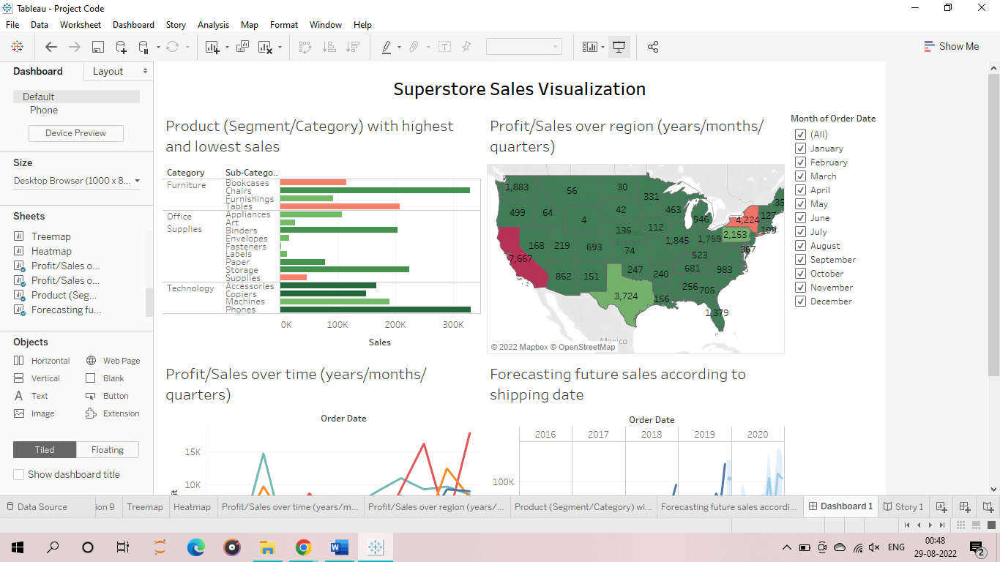 Tableau - Project Code
File Data Worksheet Dashboard Story Analysis Map Format Window Help
Show Me
Dashboard Layout
Default
Phone
Device Preview
Size
Desktop Browser (1000 x 8...
Sheets
Treemap
Heatmap
Profit/Sales o...
Profit/Sales o...
Product (Seg...
Forecasting fu...
Objects
Horizontal Web Page
Vertical Blank
Text Button
Image Extension
Tiled Floating
Show dashboard title
Superstore Sales Visualization
Product (Segment/Category) with highest
and lowest sales
Category Sub-Catego..
Furniture Bookcases
Chairs
Furnishings
Tables
Office
Supplies
Appliances
Art
Binders
Envelopes
Fasteners
Labels
Paper
Storage
Supplies
Technology Accessories
Copiers
Machines
Phones
0K 100K 200K 300K
Sales
Profit/Sales over region (years/months/
quarters)
1,883 56 30 331
499 64 42 463 946 4,224 127 35
4 136 112 2,153 199
168 219 693 74 1,845 1,759 367
7,667 523
862 151 247 240 681 983
3,724 156 256 705
1,379
United
States
Mexico
© 2022 Mapbox © OpenStreetMap
Month of Order Date
(All)
January
February
March
April
May
June
July
August
September
October
November
December
Profit/Sales over time (years/months/
quarters)
Order Date
15K
10K
Forecasting future sales according to
shipping date
Order Date
2016 2017 2018 2019 2020
100K
Data Source ion 9 Treemap Heatmap Profit/Sales over time (years/m... Profit/Sales over region (years/... Product (Segment/Category) wi... Forecasting future sales accordi... Dashboard 1 Story 1
ENG
00:48
29-08-2022
2